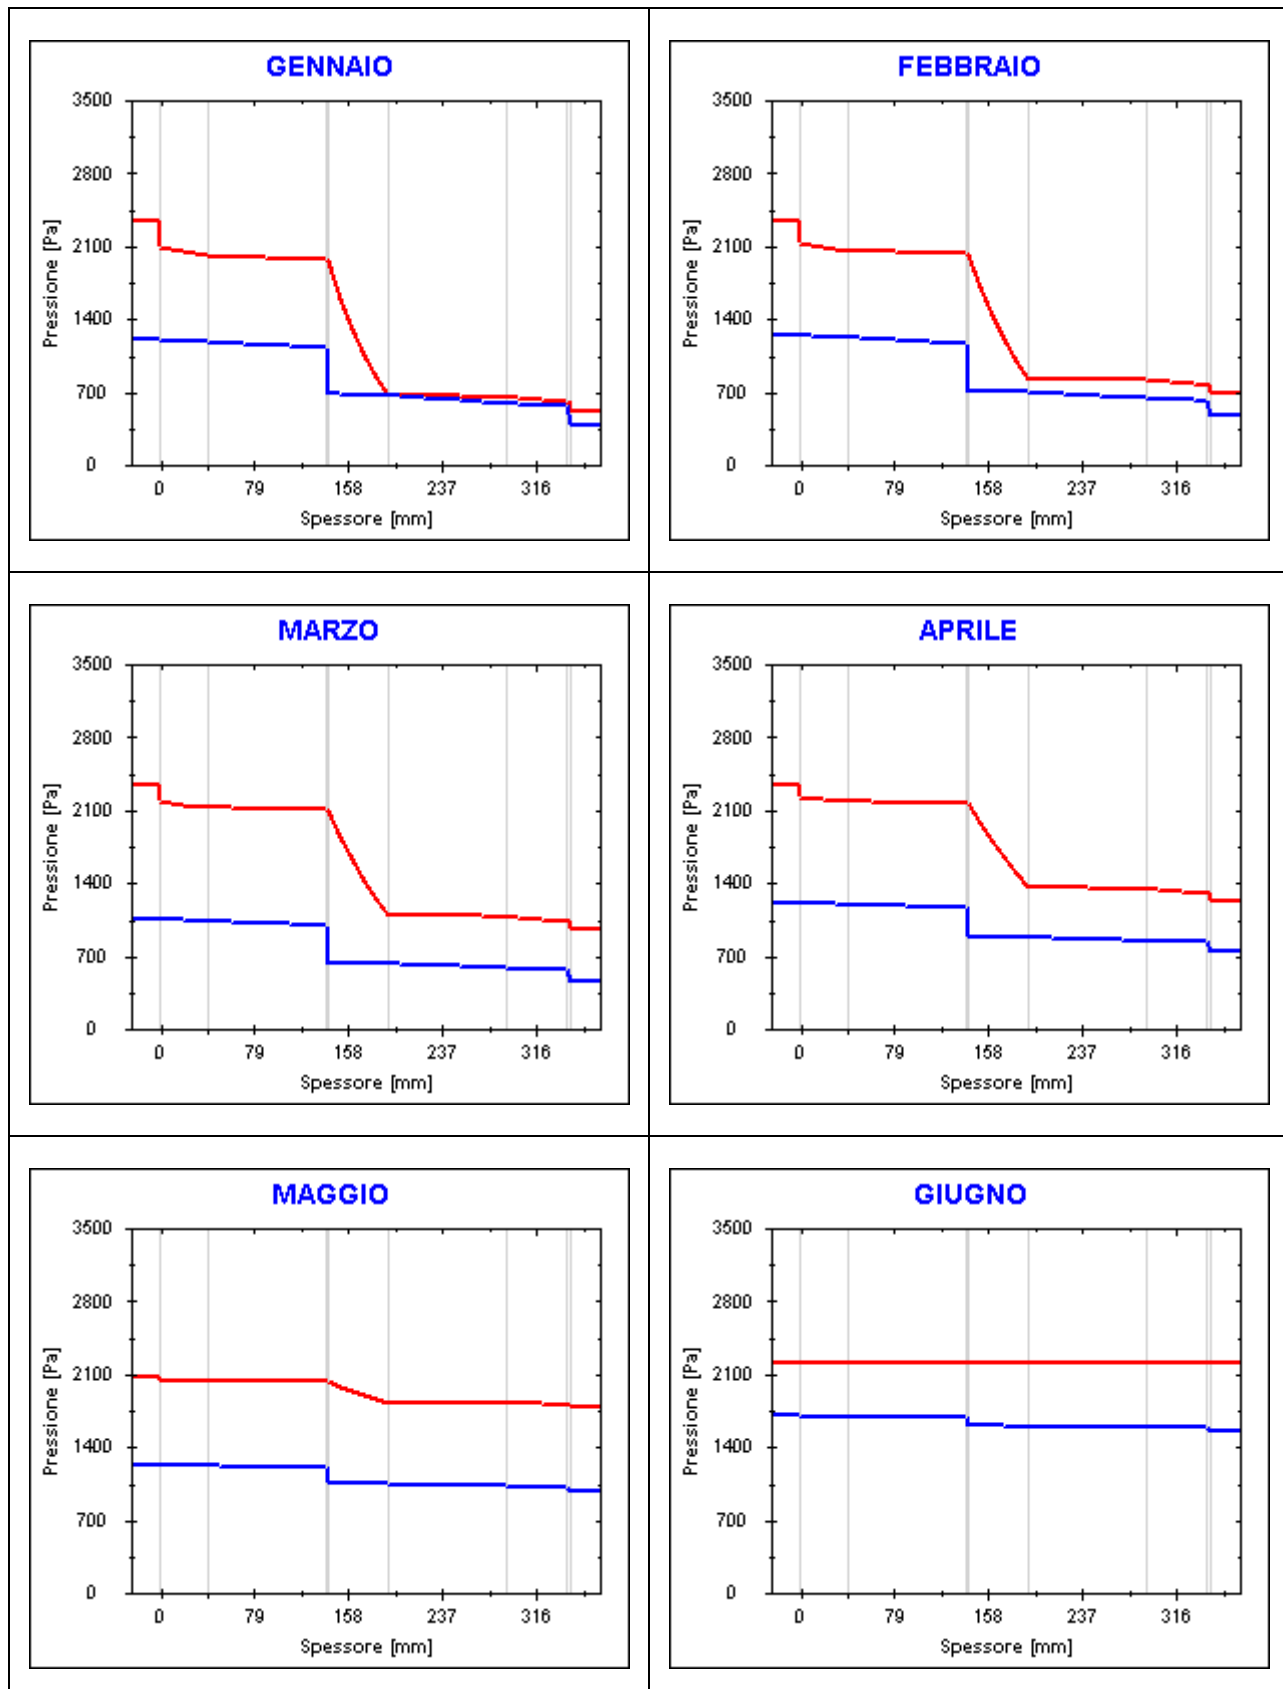 GENNAIO
3500
2800
2100
1400
700
0
Pressione [Pa]
0 79 158 237 316
Spessore [mm]
FEBBRAIO
3500
2800
2100
1400
700
0
Pressione [Pa]
0 79 158 237 316
Spessore [mm]
MARZO
3500
2800
2100
1400
700
0
Pressione [Pa]
0 79 158 237 316
Spessore [mm]
APRILE
3500
2800
2100
1400
700
0
Pressione [Pa]
0 79 158 237 316
Spessore [mm]
MAGGIO
3500
2800
2100
1400
700
0
Pressione [Pa]
0 79 158 237 316
Spessore [mm]
GIUGNO
3500
2800
2100
1400
700
0
Pressione [Pa]
0 79 158 237 316
Spessore [mm]